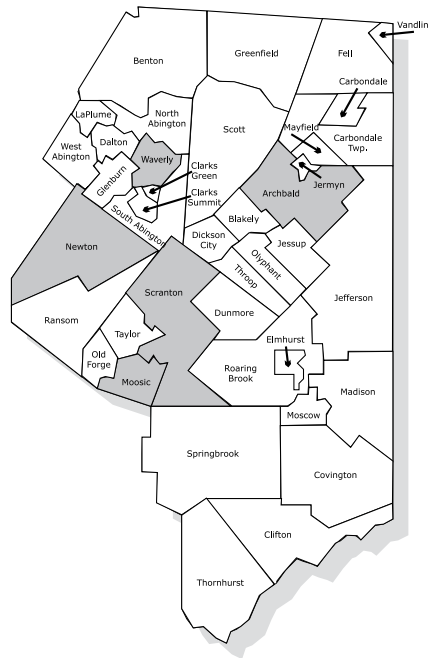 Vandlin
Benton
Greenfield
Fell
Carbondale
LaPlume
North
Abington
Scott
Mayfield
Carbondale
Twp.
West
Abington
Dalton
Waverly
Clarks
Green
Glenburn
Clarks
Summit
Archbald
Jermyn
South Abington
Blakely
Dickson
City
Jessup
Newton
Olyphant
Throop
Scranton
Jefferson
Dunmore
Ransom
Taylor
Elmhurst
Old
Forge
Roaring
Brook
Moosic
Madison
Moscow
Springbrook
Covington
Clifton
Thornhurst